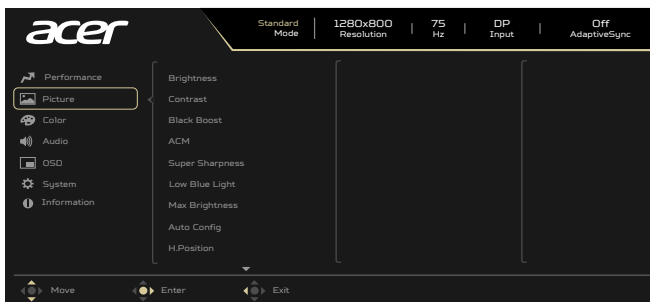 acer
Standard Mode
1280x800 Resolution
75 Hz
DP Input
Off AdaptiveSync
Performance
Picture
Color
Audio
OSD
System
Information
Brightness
Contrast
Black Boost
ACM
Super Sharpness
Low Blue Light
Max Brightness
Auto Config
H.Position
Move
Enter
Exit